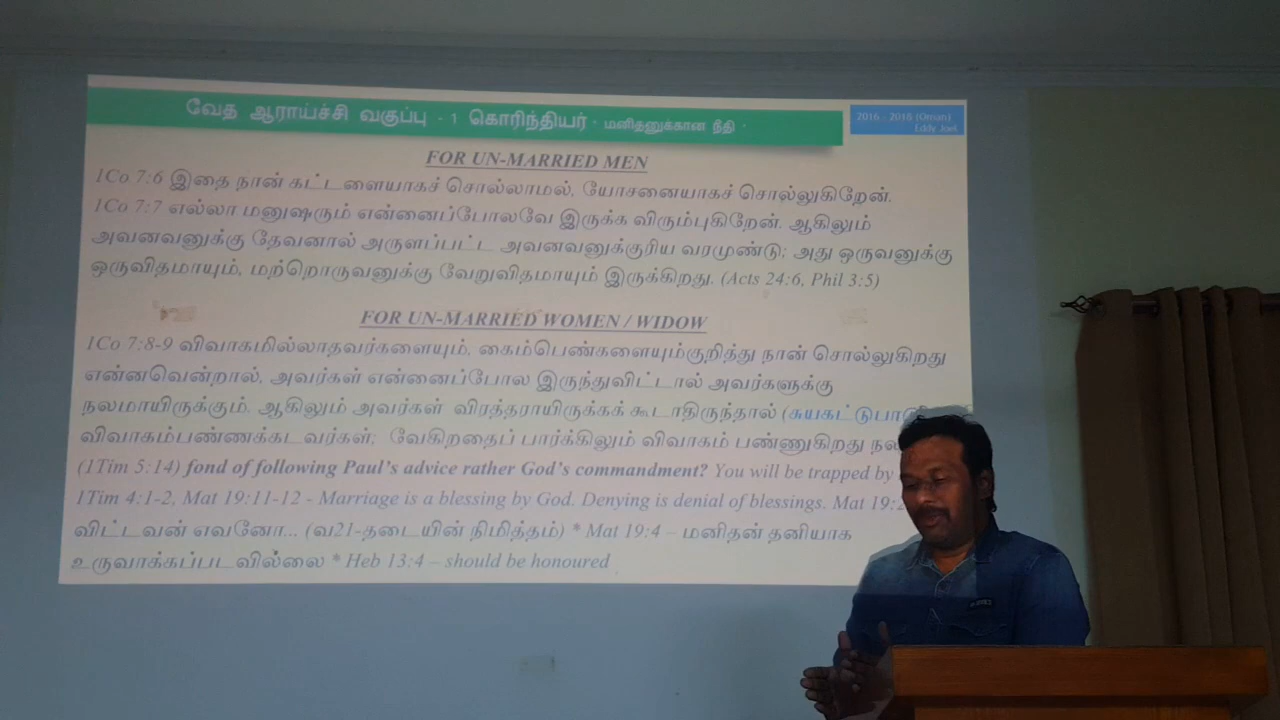 வேத ஆராய்ச்சி வகுப்பு - 1 கொரிந்தியர் - மனிதனுக்கான நீதி -
2016 - 2018 (Oman)
Eddy Joel
FOR UN-MARRIED MEN
1Co 7:6 இதை நான் கட்டளையாகச் சொல்லாமல், யோசனையாகச் சொல்லுகிறேன்.
1Co 7:7 எல்லா மனுஷரும் என்னைப்போலவே இருக்க விரும்புகிறேன். ஆகிலும்
அவனவனுக்கு தேவனால் அருளப்பட்ட அவனவனுக்குரிய வரமுண்டு; அது ஒருவனுக்கு
ஒருவிதமாயும், மற்றொருவனுக்கு வேறுவிதமாயும் இருக்கிறது. (Acts 24:6, Phil 3:5)
FOR UN-MARRIED WOMEN / WIDOW
1Co 7:8-9 விவாகமில்லாதவர்களையும், கைம்பெண்களையும்குறித்து நான் சொல்லுகிறது
என்னவென்றால், அவர்கள் என்னைப்போல இருந்துவிட்டால் அவர்களுக்கு
நலமாயிருக்கும். ஆகிலும் அவர்கள் விரத்தராயிருக்கக் கூடாதிருந்தால்
விவாகம்பண்ணக்கடவர்கள்; வேகிறதைப் பார்க்கிலும் விவாகம் பண்ணுகிறது
(1Tim 5:14) fond of following Paul's advice rather God's commandment? You will be trapped by
1Tim 4:1-2, Mat 19:11-12 - Marriage is a blessing by God. Denying is denial of blessings. Mat
விட்டவன் எவனோ... (வ21-தடையின் நிமித்தம்) * Mat 19:4 – மனிதன் தனியாக
உருவாக்கப்படவில்லை * Heb 13:4 – should be honoured